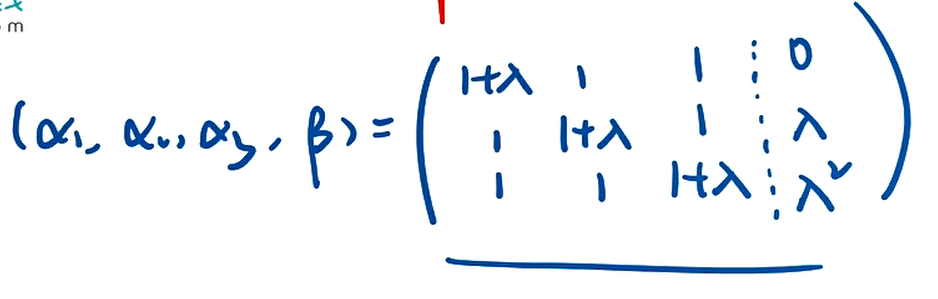 m
(α₁, α₂, α₃, β) = ( 1+λ 1 1 ⋮ 0
1 1+λ 1 ⋮ λ
1 1 1+λ ⋮ λ² )